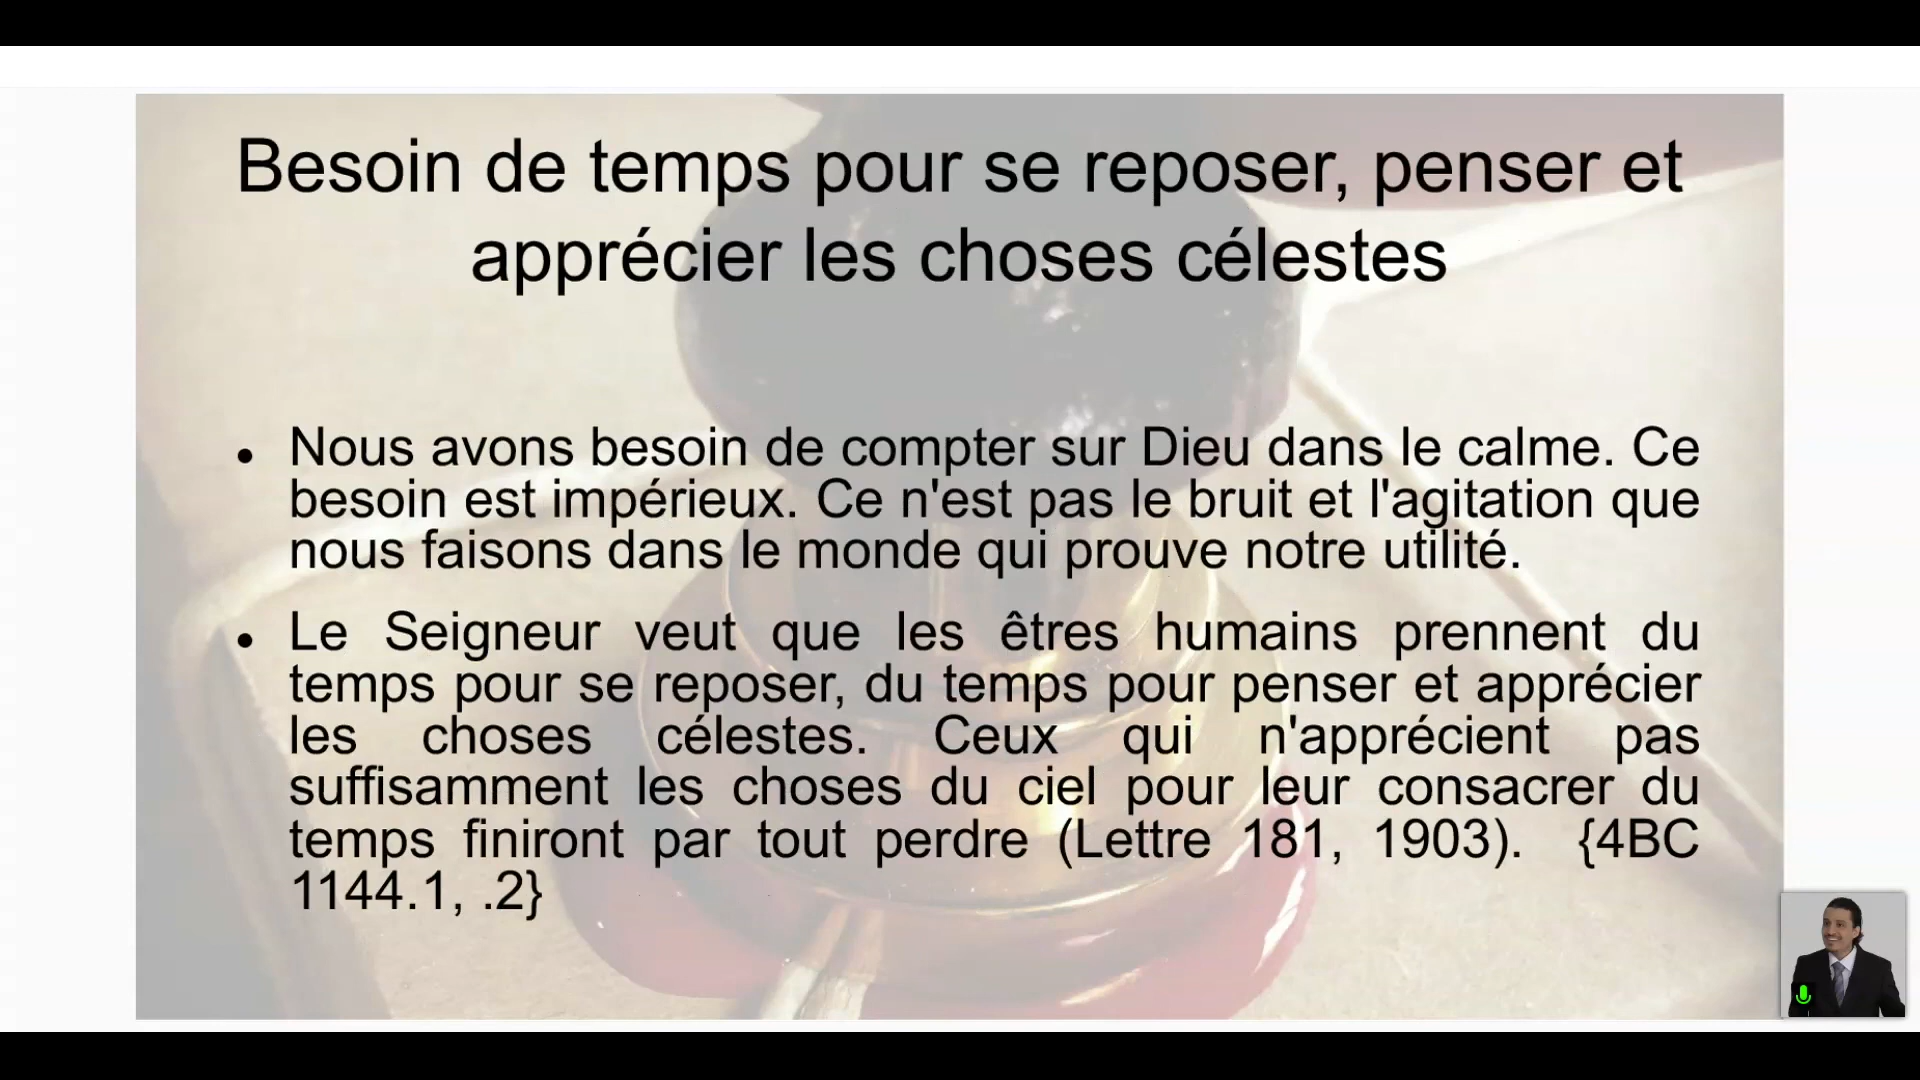 Besoin de temps pour se reposer, penser et
apprécier les choses célestes
• Nous avons besoin de compter sur Dieu dans le calme. Ce
besoin est impérieux. Ce n'est pas le bruit et l'agitation que
nous faisons dans le monde qui prouve notre utilité.
• Le Seigneur veut que les êtres humains prennent du
temps pour se reposer, du temps pour penser et apprécier
les choses célestes. Ceux qui n'apprécient pas
suffisamment les choses du ciel pour leur consacrer du
temps finiront par tout perdre (Lettre 181, 1903). {4BC
1144.1, .2}